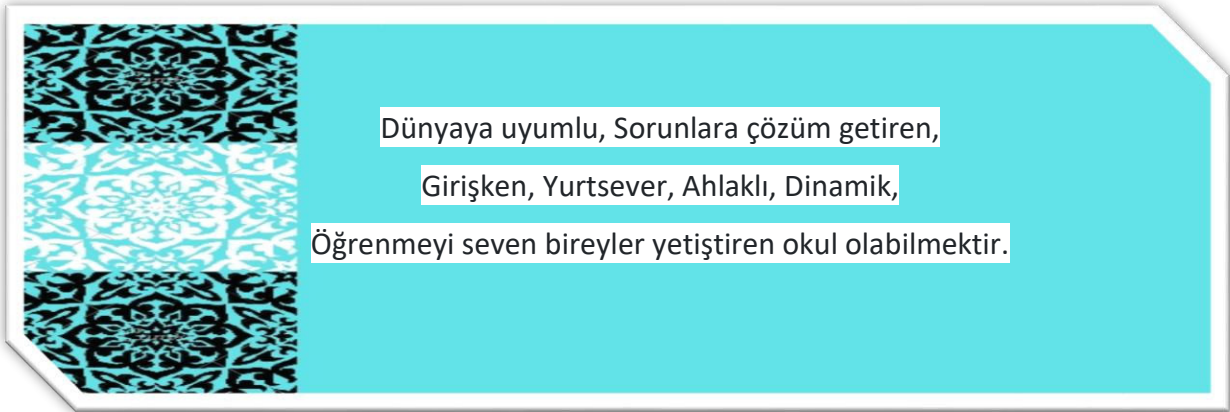 Dünyaya uyumlu, Sorunlara çözüm getiren,
Girişken, Yurtsever, Ahlaklı, Dinamik,
Öğrenmeyi seven bireyler yetiştiren okul olabilmektir.